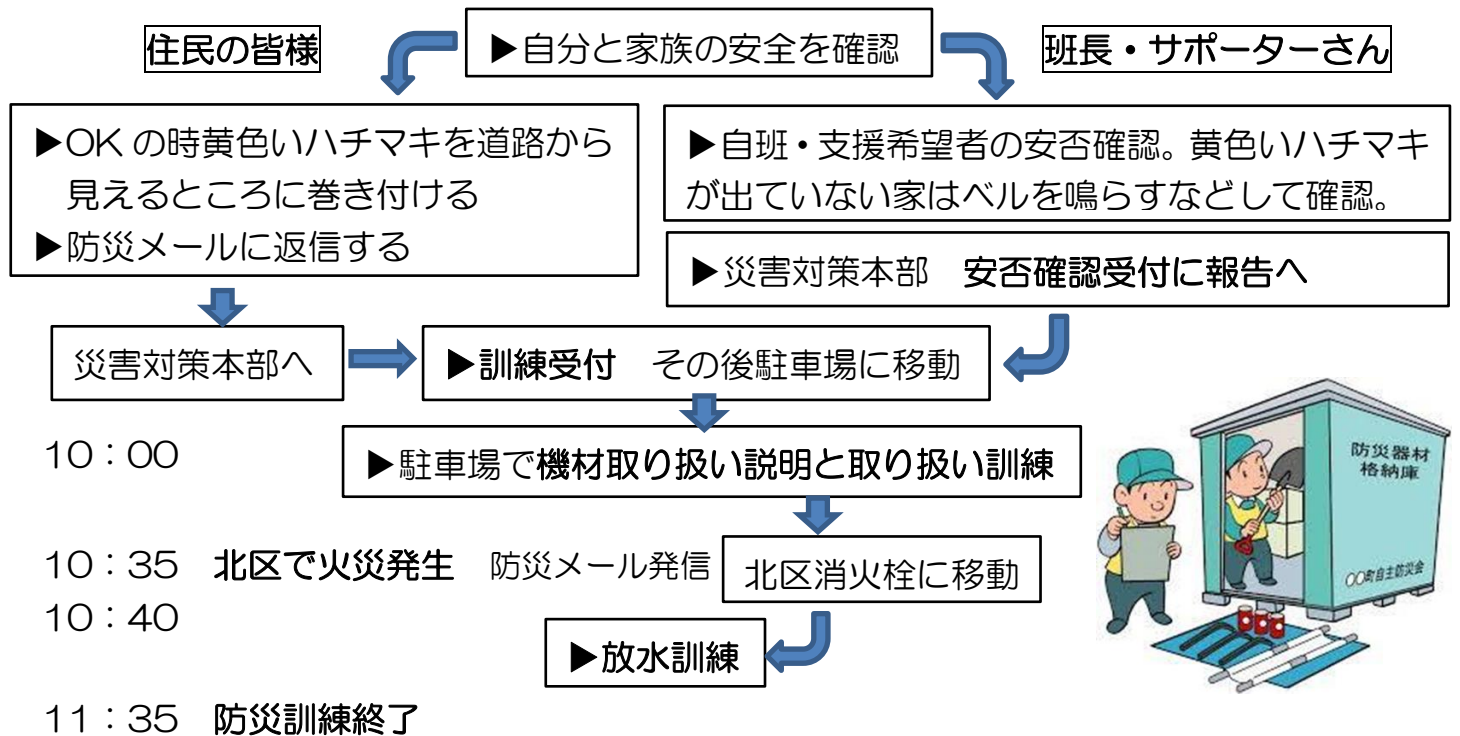 住民の皆様
▶自分と家族の安全を確認
班長・サポーターさん
▶OKの時黄色いハチマキを道路から
見えるところに巻き付ける
▶防災メールに返信する
▶自班・支援希望者の安否確認。黄色いハチマキ
が出ていない家はベルを鳴らすなどして確認。
▶災害対策本部　安否確認受付に報告へ
災害対策本部へ
▶訓練受付　その後駐車場に移動
10：00
▶駐車場で機材取り扱い説明と取り扱い訓練
防災器材
格納庫
〇〇町自主防災会
10：35　北区で火災発生　防災メール発信
北区消火栓に移動
10：40
▶放水訓練
11：35　防災訓練終了